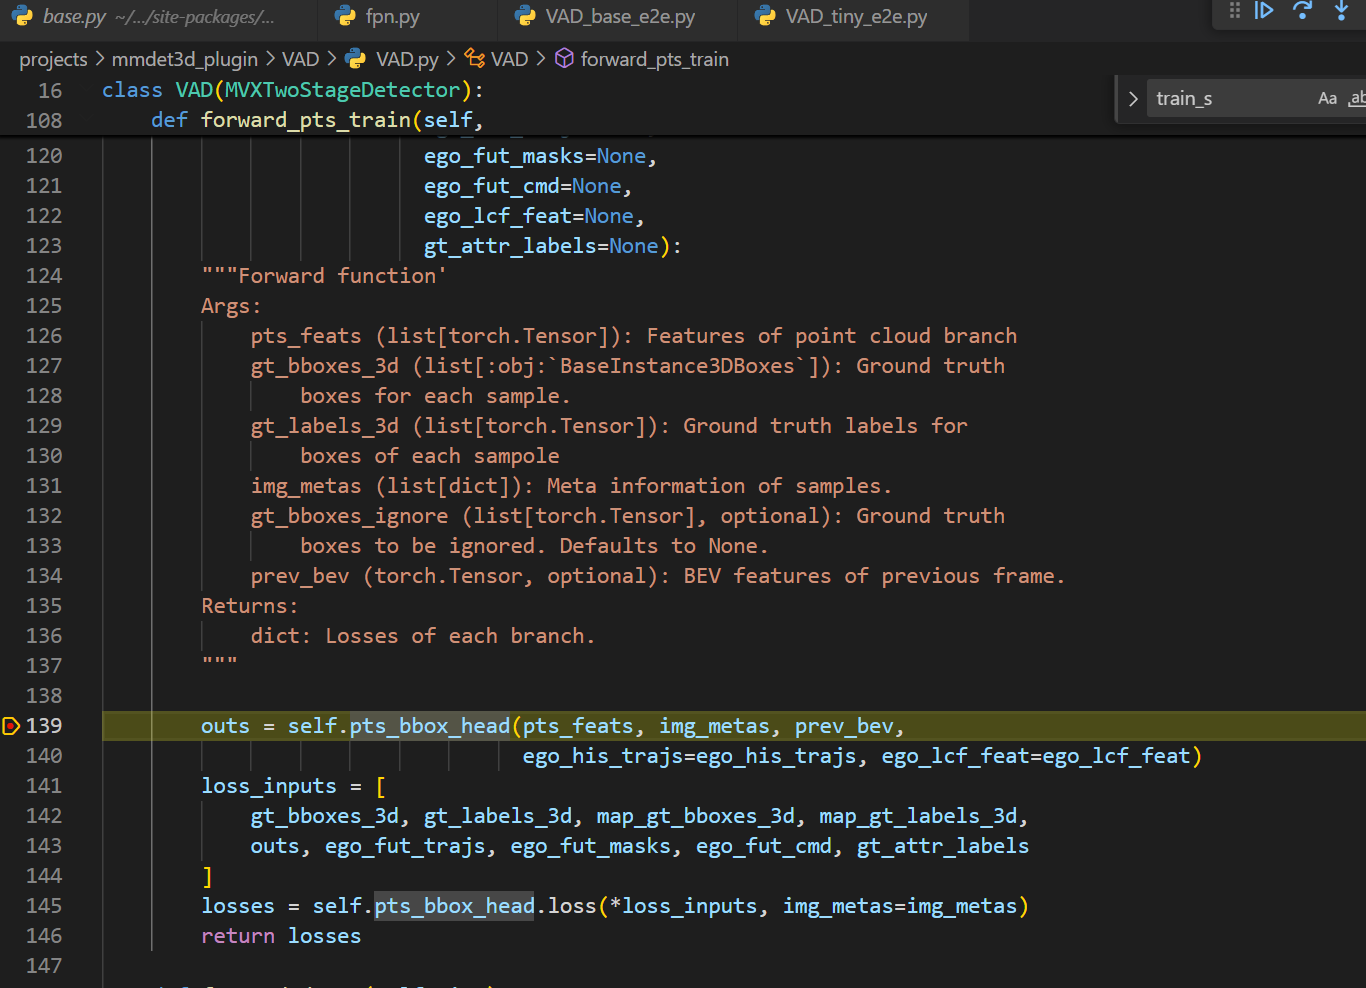 base.py ~/.../site-packages/... fpn.py VAD_base_e2e.py VAD_tiny_e2e.py
projects > mmdet3d_plugin > VAD > VAD.py > VAD > forward_pts_train
16 class VAD(MVXTwoStageDetector):
train_s Aa ab
108 def forward_pts_train(self,
120 ego_fut_masks=None,
121 ego_fut_cmd=None,
122 ego_lcf_feat=None,
123 gt_attr_labels=None):
124 """Forward function'
125 Args:
126 pts_feats (list[torch.Tensor]): Features of point cloud branch
127 gt_bboxes_3d (list[:obj:`BaseInstance3DBoxes`]): Ground truth
128 boxes for each sample.
129 gt_labels_3d (list[torch.Tensor]): Ground truth labels for
130 boxes of each sampole
131 img_metas (list[dict]): Meta information of samples.
132 gt_bboxes_ignore (list[torch.Tensor], optional): Ground truth
133 boxes to be ignored. Defaults to None.
134 prev_bev (torch.Tensor, optional): BEV features of previous frame.
135 Returns:
136 dict: Losses of each branch.
137 """
138
139 outs = self.pts_bbox_head(pts_feats, img_metas, prev_bev,
140 ego_his_trajs=ego_his_trajs, ego_lcf_feat=ego_lcf_feat)
141 loss_inputs = [
142 gt_bboxes_3d, gt_labels_3d, map_gt_bboxes_3d, map_gt_labels_3d,
143 outs, ego_fut_trajs, ego_fut_masks, ego_fut_cmd, gt_attr_labels
144 ]
145 losses = self.pts_bbox_head.loss(*loss_inputs, img_metas=img_metas)
146 return losses
147